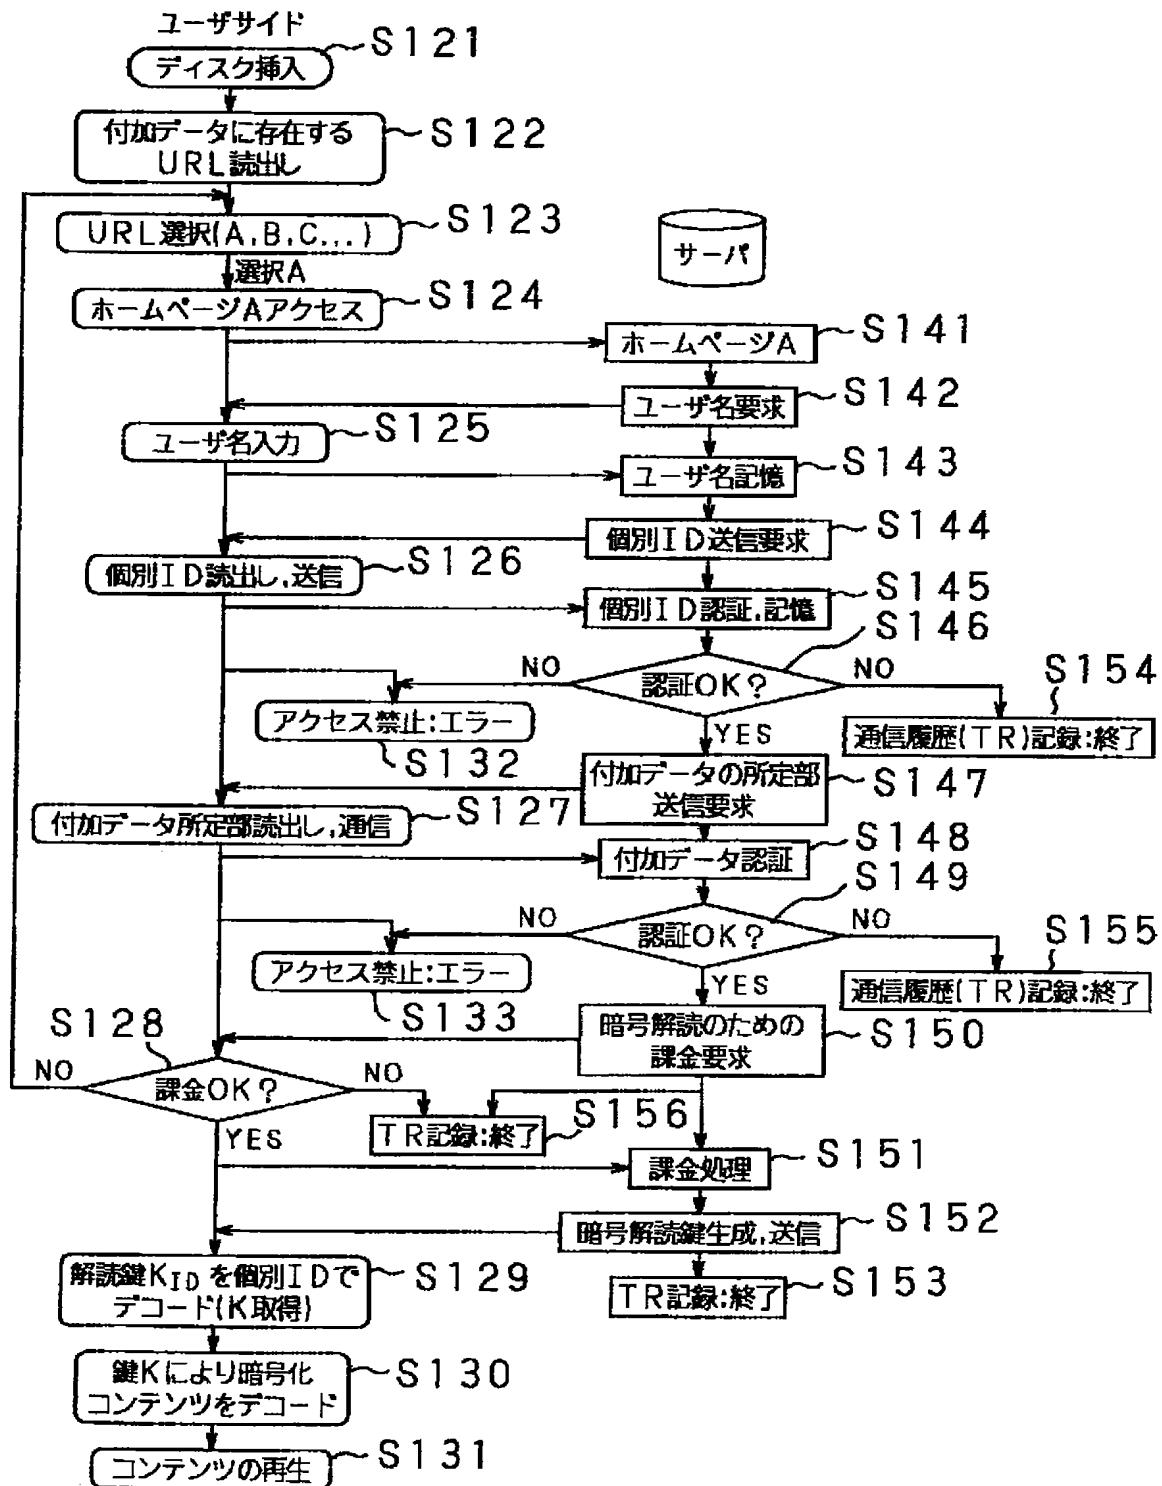 ユーザサイド
ディスク挿入
S121
付加データに存在する
URL読出し
S122
URL選択(A,B,C...)
S123
サーバ
選択A
ホームページAアクセス
S124
ホームページA
S141
ユーザ名要求
S142
ユーザ名入力
S125
ユーザ名記憶
S143
個別ID送信要求
S144
個別ID読出し,送信
S126
個別ID認証,記憶
S145
S146
NO
認証OK?
NO
S154
アクセス禁止:エラー
S132
YES
通信履歴(TR)記録:終了
付加データの所定部
送信要求
S147
付加データ所定部読出し,通信
S127
付加データ認証
S148
S149
NO
認証OK?
NO
S155
アクセス禁止:エラー
S133
YES
通信履歴(TR)記録:終了
S128
暗号解読のための
課金要求
S150
NO
課金OK?
NO
YES
TR記録:終了
S156
課金処理
S151
暗号解読鍵生成,送信
S152
解読鍵KIDを個別IDで
デコード(K取得)
S129
TR記録:終了
S153
鍵Kにより暗号化
コンテンツをデコード
S130
コンテンツの再生
S131